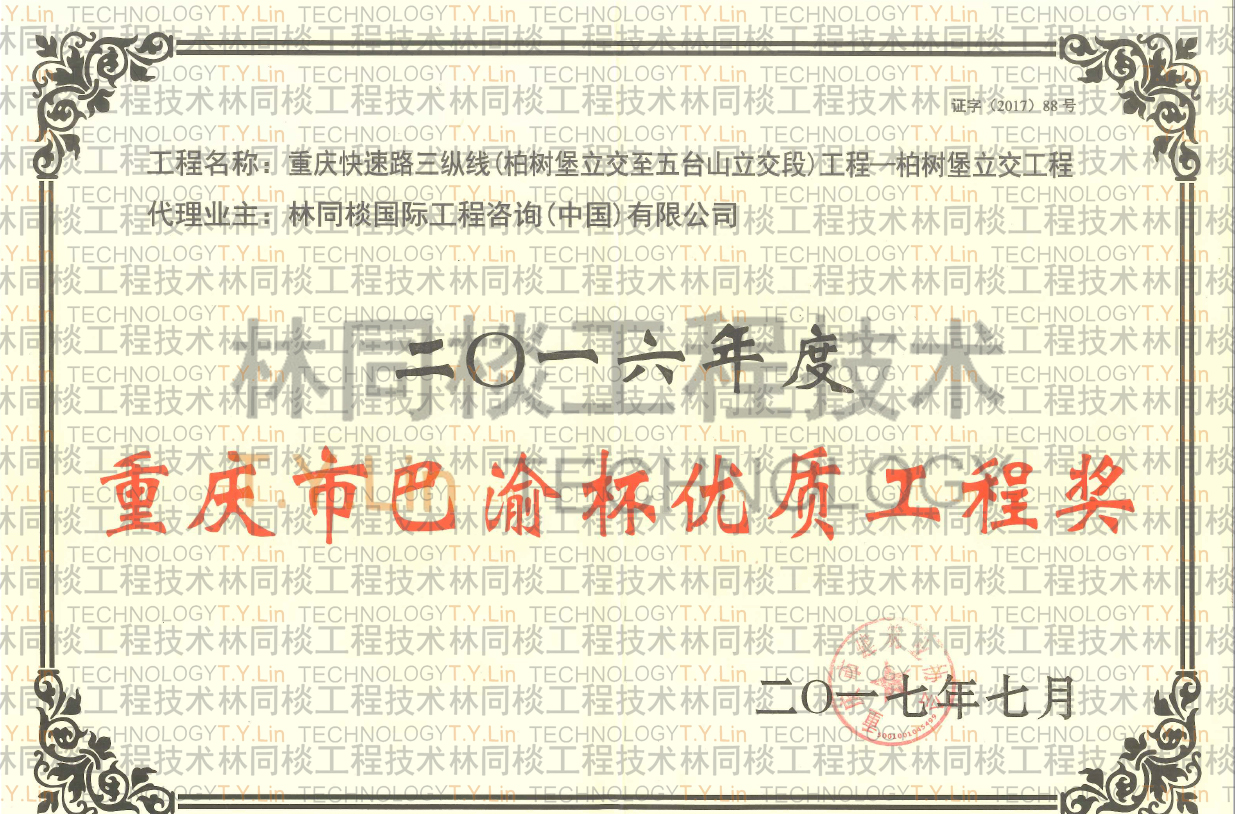 证字（2017）88 号
工程名称：重庆快速路三纵线(柏树堡立交至五台山立交段)工程—柏树堡立交工程
代理业主：林同棪国际工程咨询(中国)有限公司
林同棪工程技术
二〇一六年度
T.Y.Lin TECHNOLOGY
重庆市巴渝杯优质工程奖
二〇一七年七月